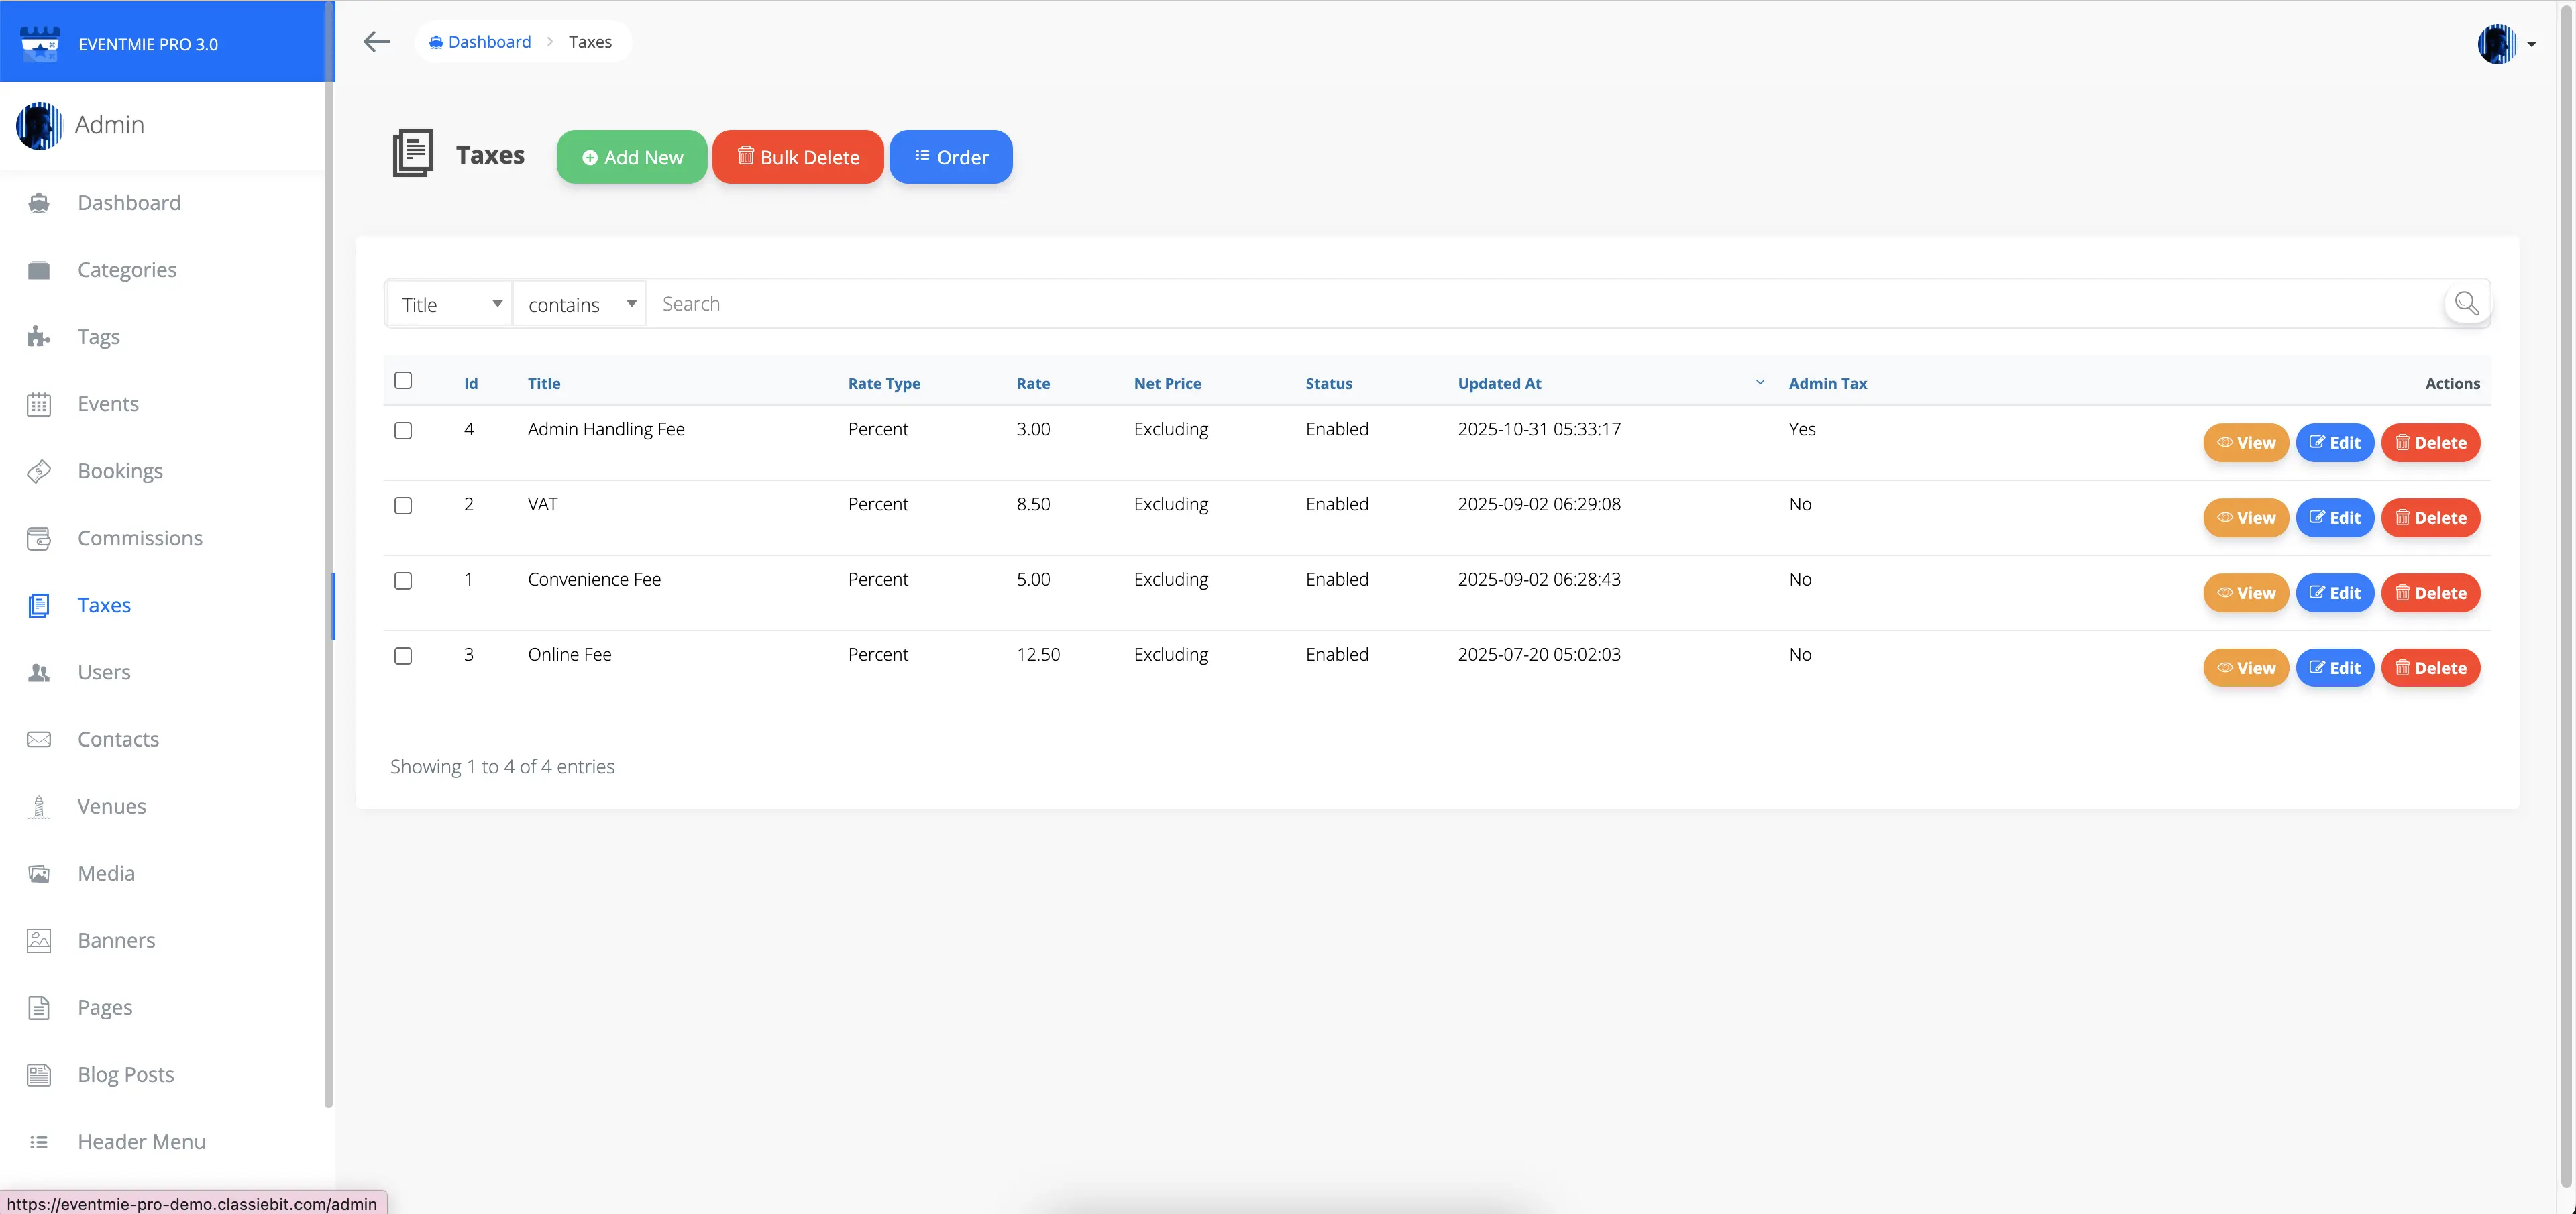 EVENTMIE PRO 3.0
Dashboard > Taxes
Admin
Taxes
Add New
Bulk Delete
Order
Dashboard
Categories
Tags
Events
Bookings
Commissions
Taxes
Users
Contacts
Venues
Media
Banners
Pages
Blog Posts
Header Menu
Title contains Search
Id Title Rate Type Rate Net Price Status Updated At Admin Tax Actions
4 Admin Handling Fee Percent 3.00 Excluding Enabled 2025-10-31 05:33:17 Yes View Edit Delete
2 VAT Percent 8.50 Excluding Enabled 2025-09-02 06:29:08 No View Edit Delete
1 Convenience Fee Percent 5.00 Excluding Enabled 2025-09-02 06:28:43 No View Edit Delete
3 Online Fee Percent 12.50 Excluding Enabled 2025-07-20 05:02:03 No View Edit Delete
Showing 1 to 4 of 4 entries
https://eventmie-pro-demo.classiebit.com/admin